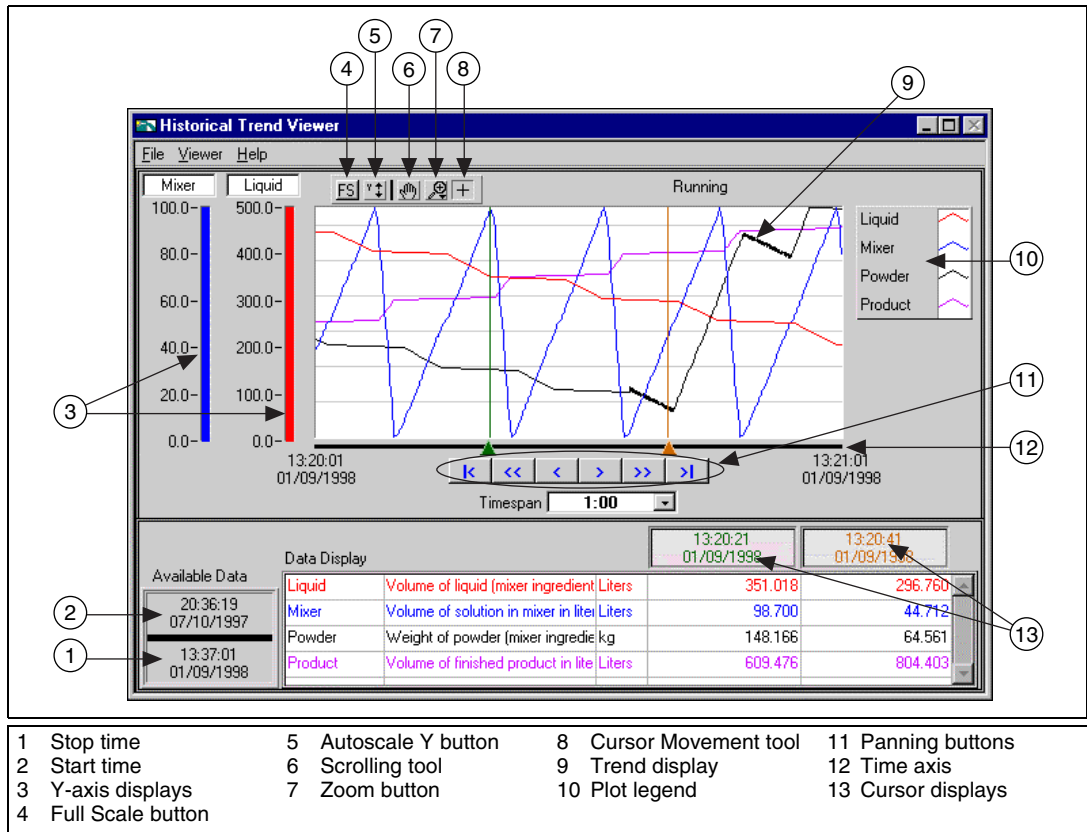 5
7
4
6
8
9
Historical Trend Viewer
File Viewer Help
Mixer
Liquid
FS
Y
Running
100.0
80.0
60.0
40.0
20.0
0.0
500.0
400.0
300.0
200.0
100.0
0.0
Liquid
Mixer
Powder
Product
10
3
11
12
13:20:01
01/09/1998
13:21:01
01/09/1998
|< << < > >> >|
Timespan 1:00
13:20:21
01/09/1998
13:20:41
01/09/1998
Data Display
Available Data
20:36:19
07/10/1997
13:37:01
01/09/1998
2
1
Liquid Volume of liquid (mixer ingredient Liters 351.018 296.760
Mixer Volume of solution in mixer in liter Liters 98.700 44.712
Powder Weight of powder (mixer ingredie kg 148.166 64.561
Product Volume of finished product in lite Liters 609.476 804.403
13
1 Stop time
2 Start time
3 Y-axis displays
4 Full Scale button
5 Autoscale Y button
6 Scrolling tool
7 Zoom button
8 Cursor Movement tool
9 Trend display
10 Plot legend
11 Panning buttons
12 Time axis
13 Cursor displays